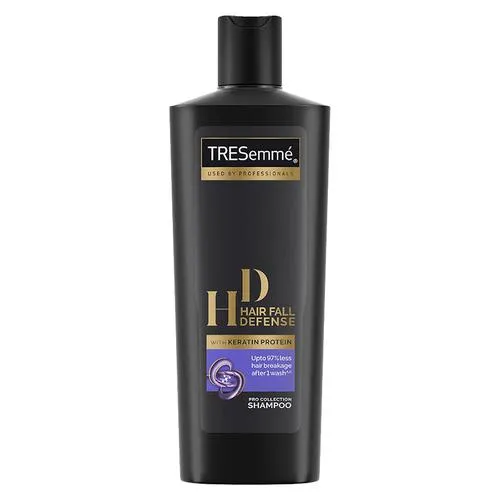 TRESemmé®
USED BY PROFESSIONALS
HD
HAIR FALL
DEFENSE
WITH KERATIN PROTEIN
Upto 97% less
hair breakage
after 1 wash^^
PRO COLLECTION
SHAMPOO